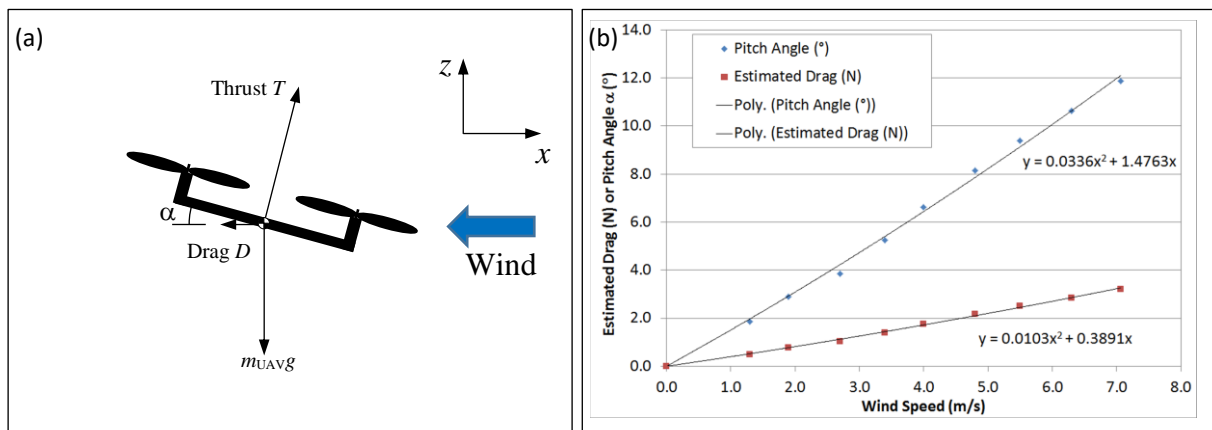 (a)
Thrust T
z
x
α
Drag D
Wind
m_UAVg
(b)
Estimated Drag (N) or Pitch Angle α (°)
14.0
12.0
10.0
8.0
6.0
4.0
2.0
0.0
Pitch Angle (°)
Estimated Drag (N)
Poly. (Pitch Angle (°))
Poly. (Estimated Drag (N))
y = 0.0336x² + 1.4763x
y = 0.0103x² + 0.3891x
0.0 1.0 2.0 3.0 4.0 5.0 6.0 7.0 8.0
Wind Speed (m/s)